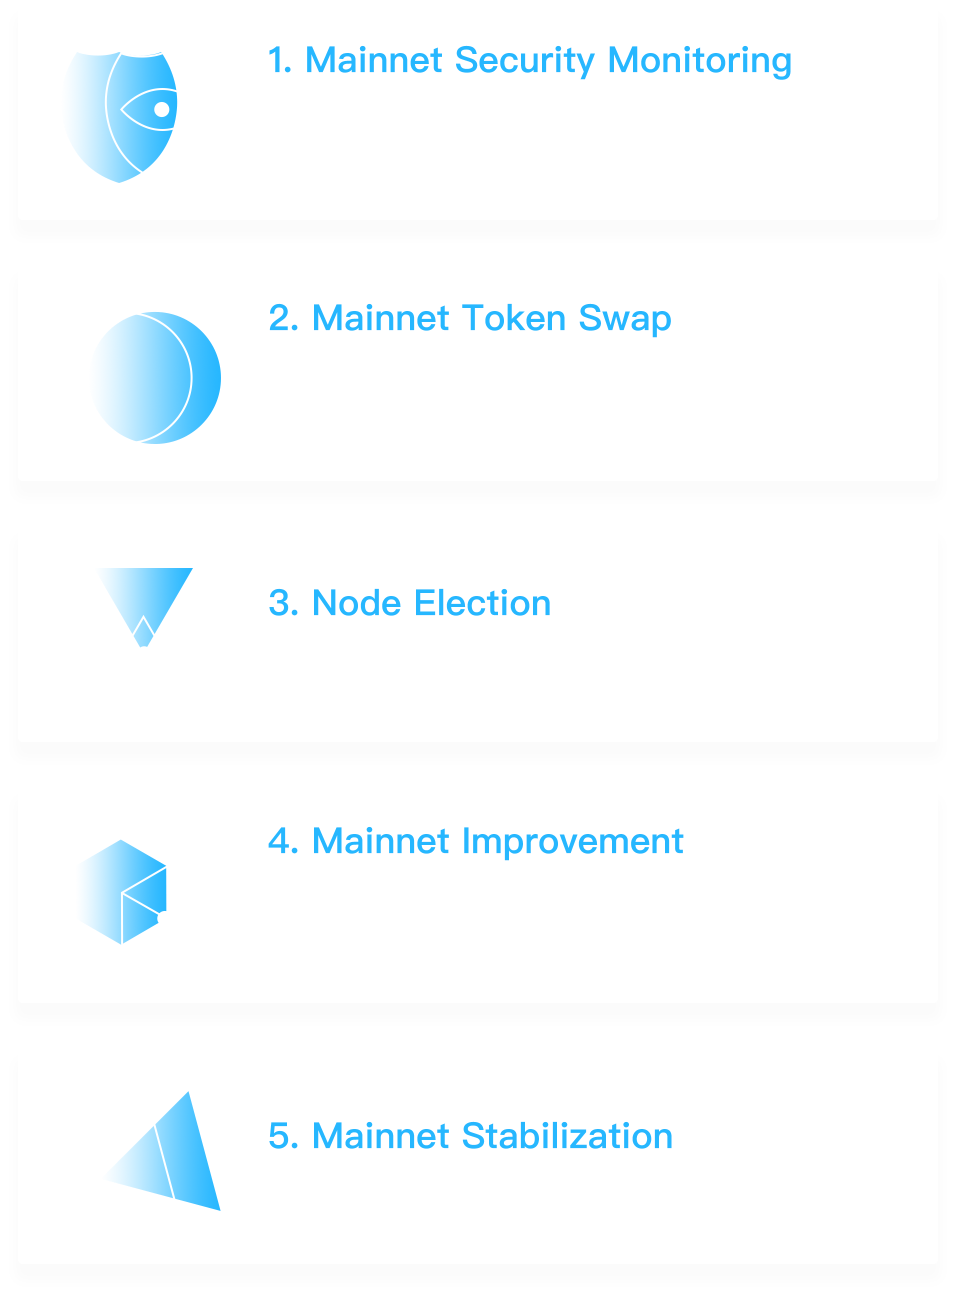 1. Mainnet Security Monitoring
2. Mainnet Token Swap
3. Node Election
4. Mainnet Improvement
5. Mainnet Stabilization